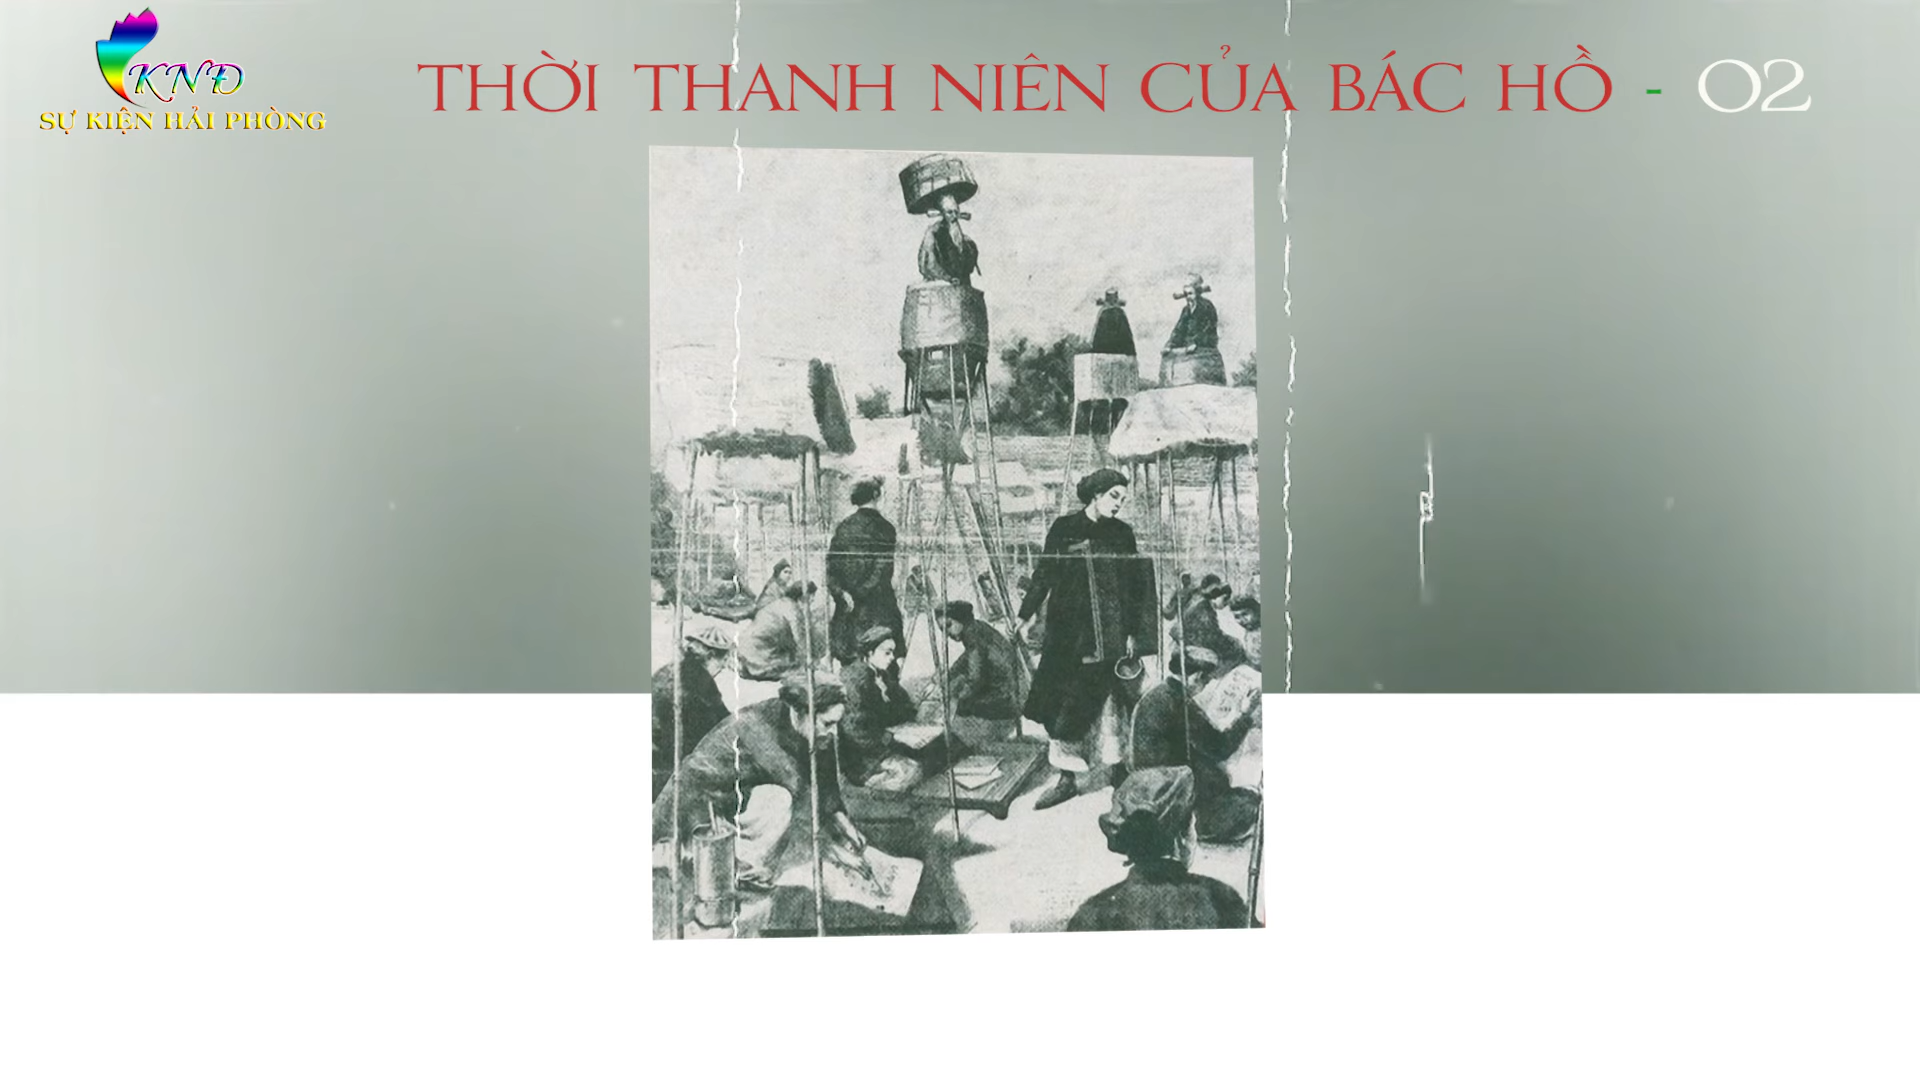 KNĐ
SỰ KIỆN HẢI PHÒNG
THỜI THANH NIÊN CỦA BÁC HỒ - 02